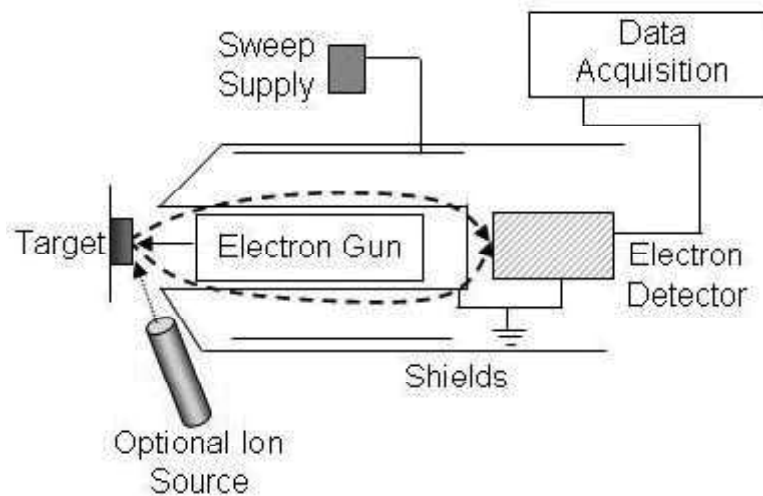 Sweep
Supply
Data
Acquisition
Target
Electron Gun
Electron
Detector
Shields
Optional Ion
Source